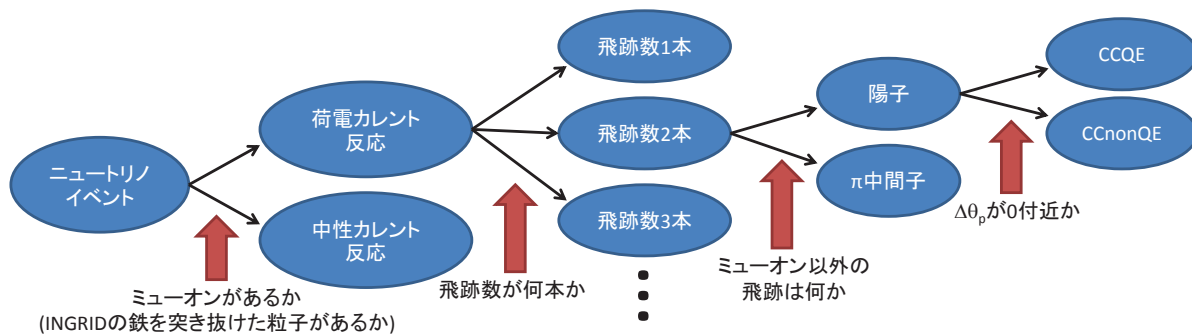 ニュートリノ
イベント
荷電カレント
反応
中性カレント
反応
飛跡数1本
飛跡数2本
飛跡数3本
陽子
π中間子
CCQE
CCnonQE
ミューオンがあるか
(INGRIDの鉄を突き抜けた粒子があるか)
飛跡数が何本か
ミューオン以外の
飛跡は何か
Δθpが0付近か